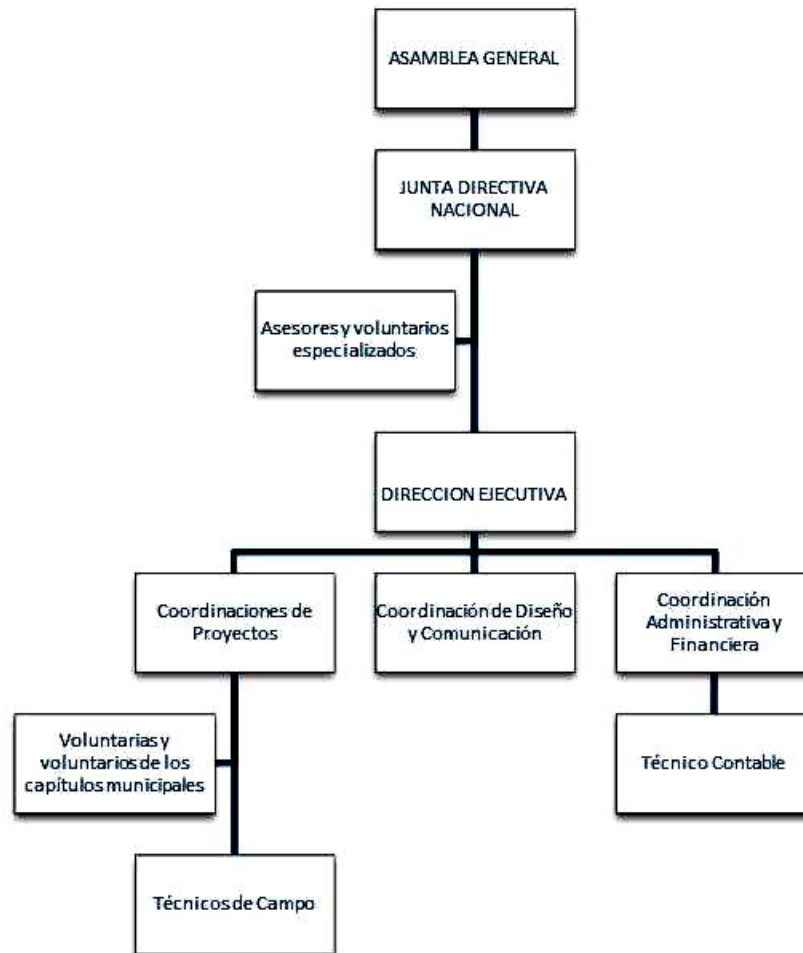 ASAMBLEA GENERAL
JUNTA DIRECTIVA
NACIONAL
Asesores y voluntarios
especializados
DIRECCION EJECUTIVA
Coordinaciones de
Proyectos
Coordinación de Diseño
y Comunicación
Coordinación
Administrativa y
Financiera
Voluntarias y
voluntarios de los
capítulos municipales
Técnico Contable
Técnicos de Campo